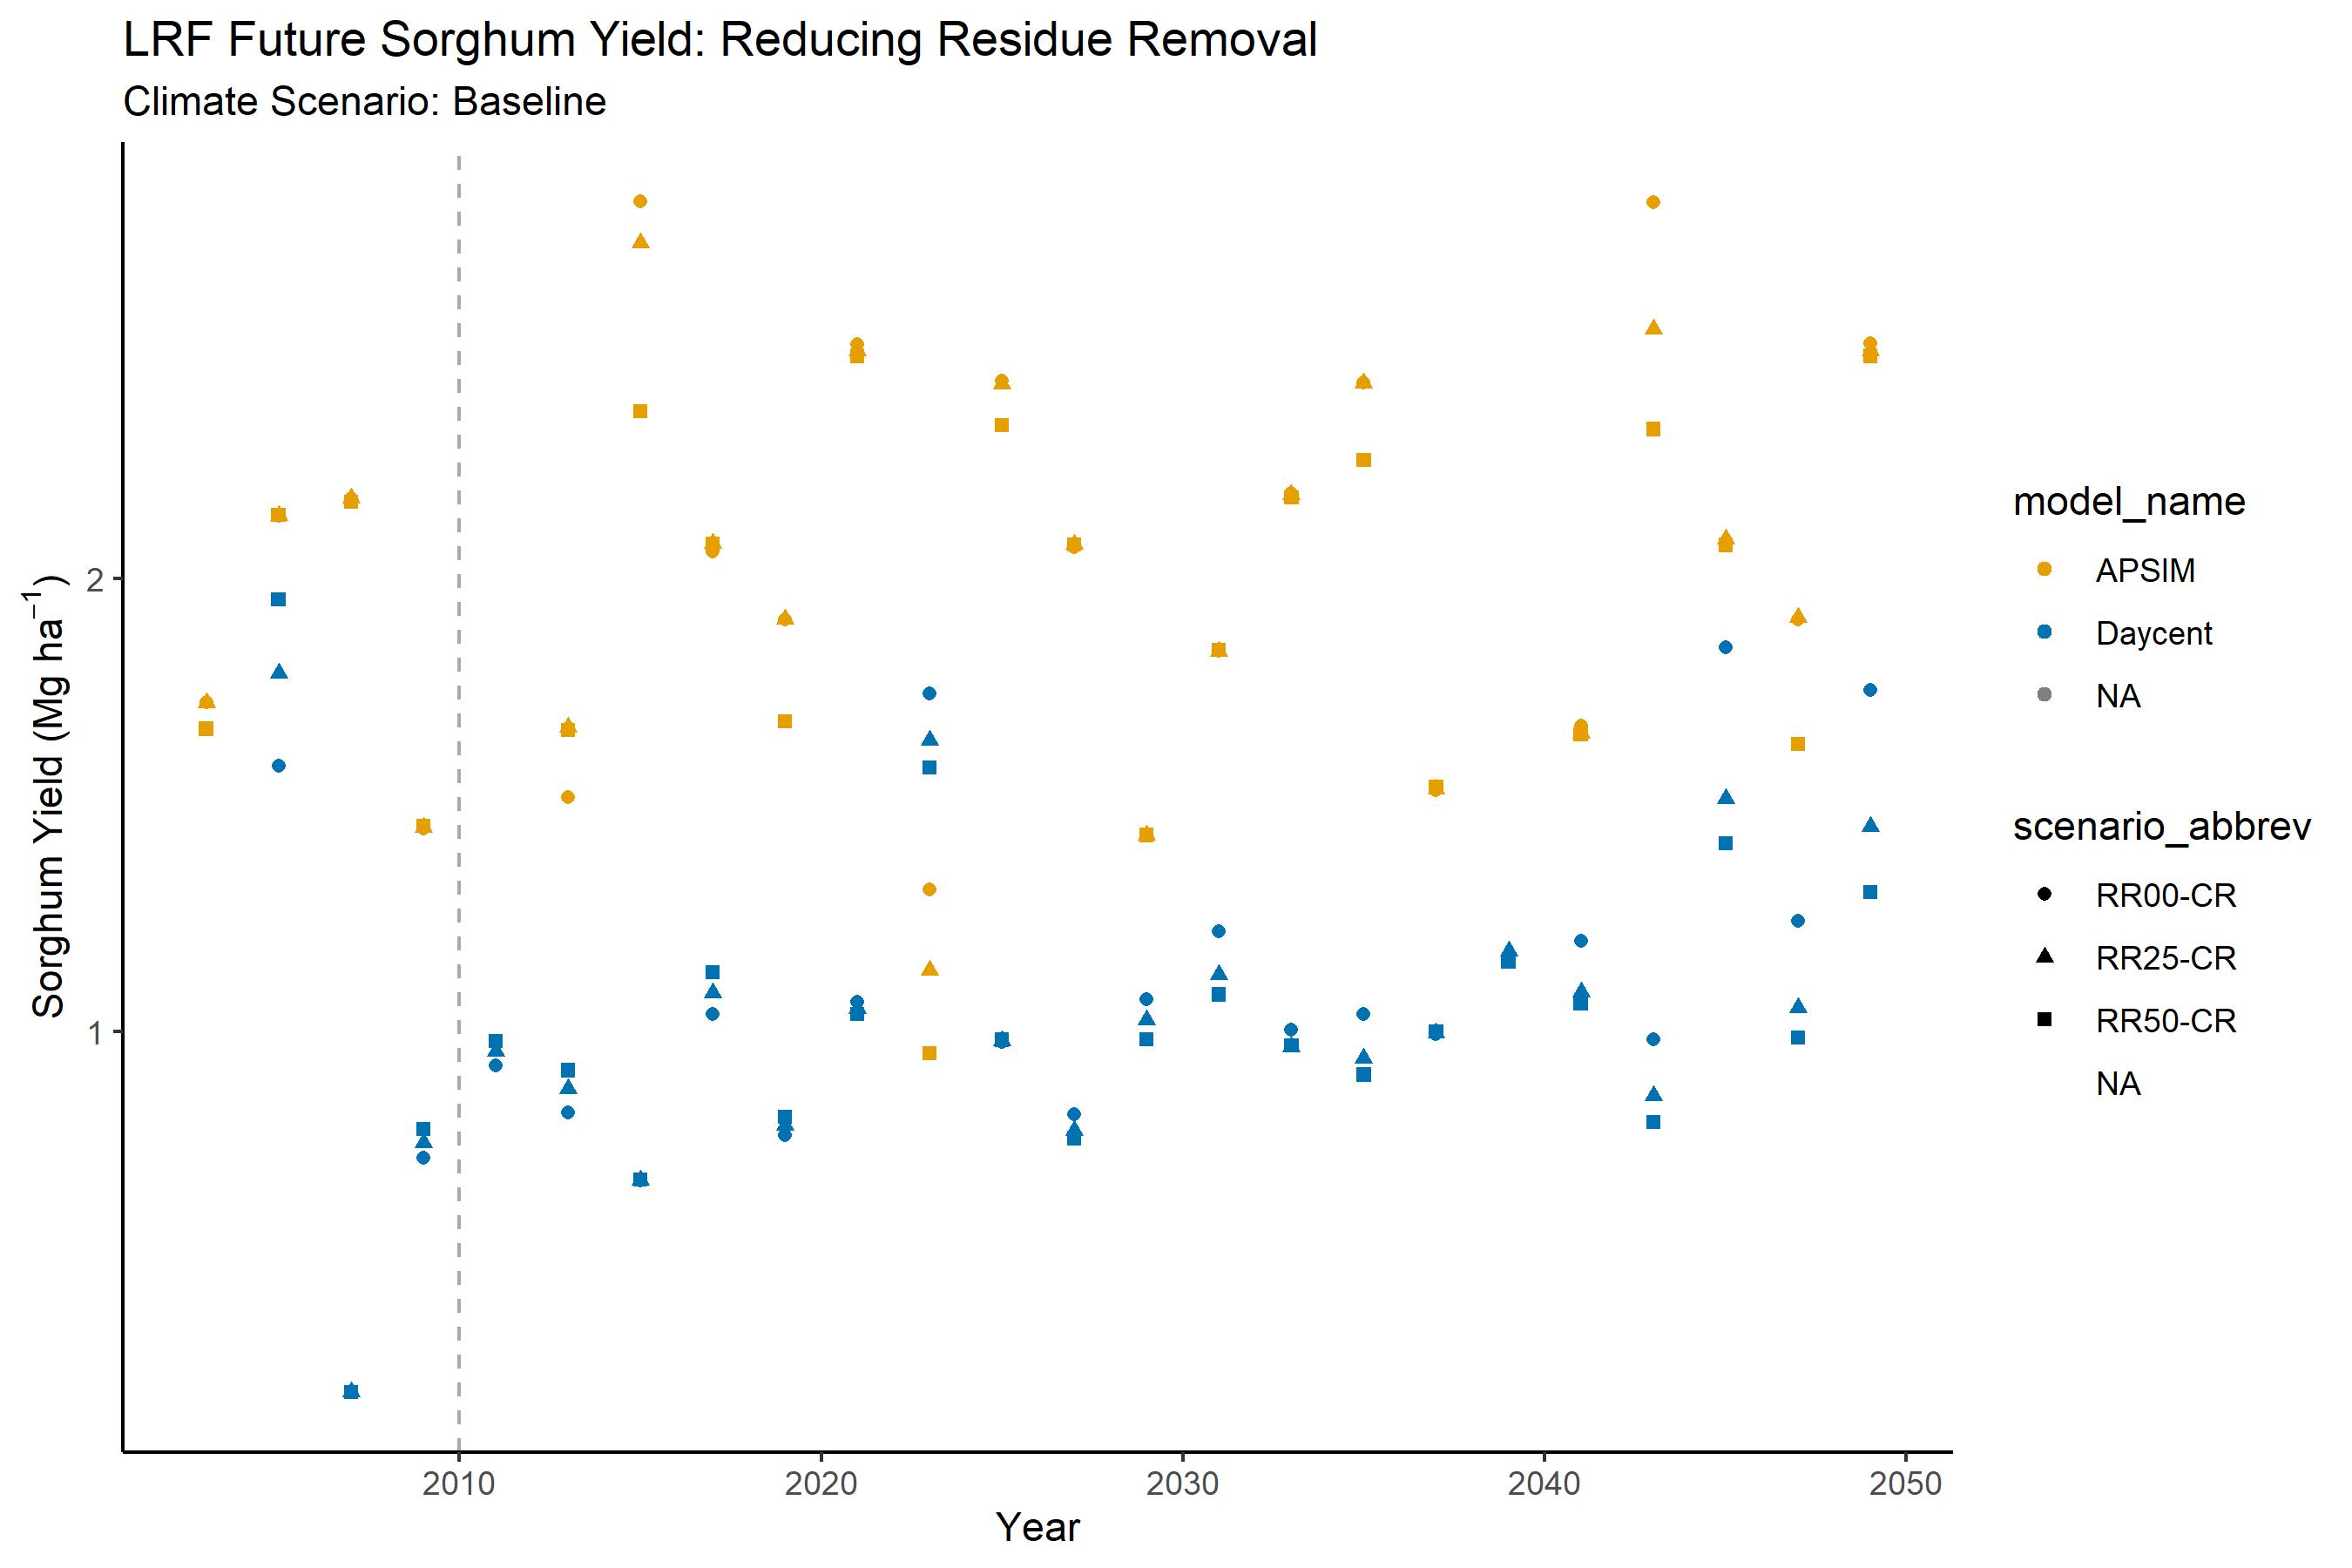 LRF Future Sorghum Yield: Reducing Residue Removal
Climate Scenario: Baseline
Sorghum Yield (Mg ha⁻¹)
2
1
2010
2020
2030
2040
2050
Year
model_name
APSIM
Daycent
NA
scenario_abbrev
RR00-CR
RR25-CR
RR50-CR
NA